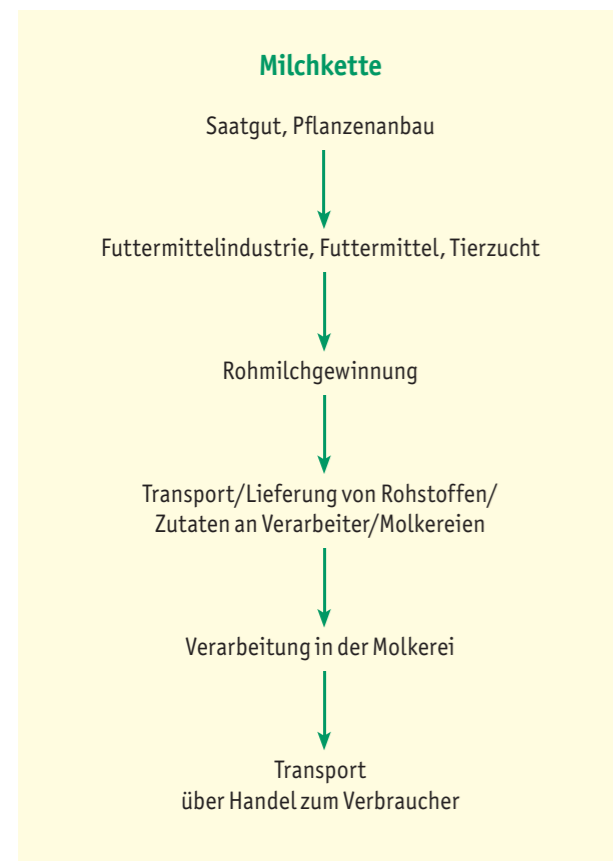 Milchkette
Saatgut, Pflanzenanbau
Futtermittelindustrie, Futtermittel, Tierzucht
Rohmilchgewinnung
Transport/Lieferung von Rohstoffen/
Zutaten an Verarbeiter/Molkereien
Verarbeitung in der Molkerei
Transport
über Handel zum Verbraucher